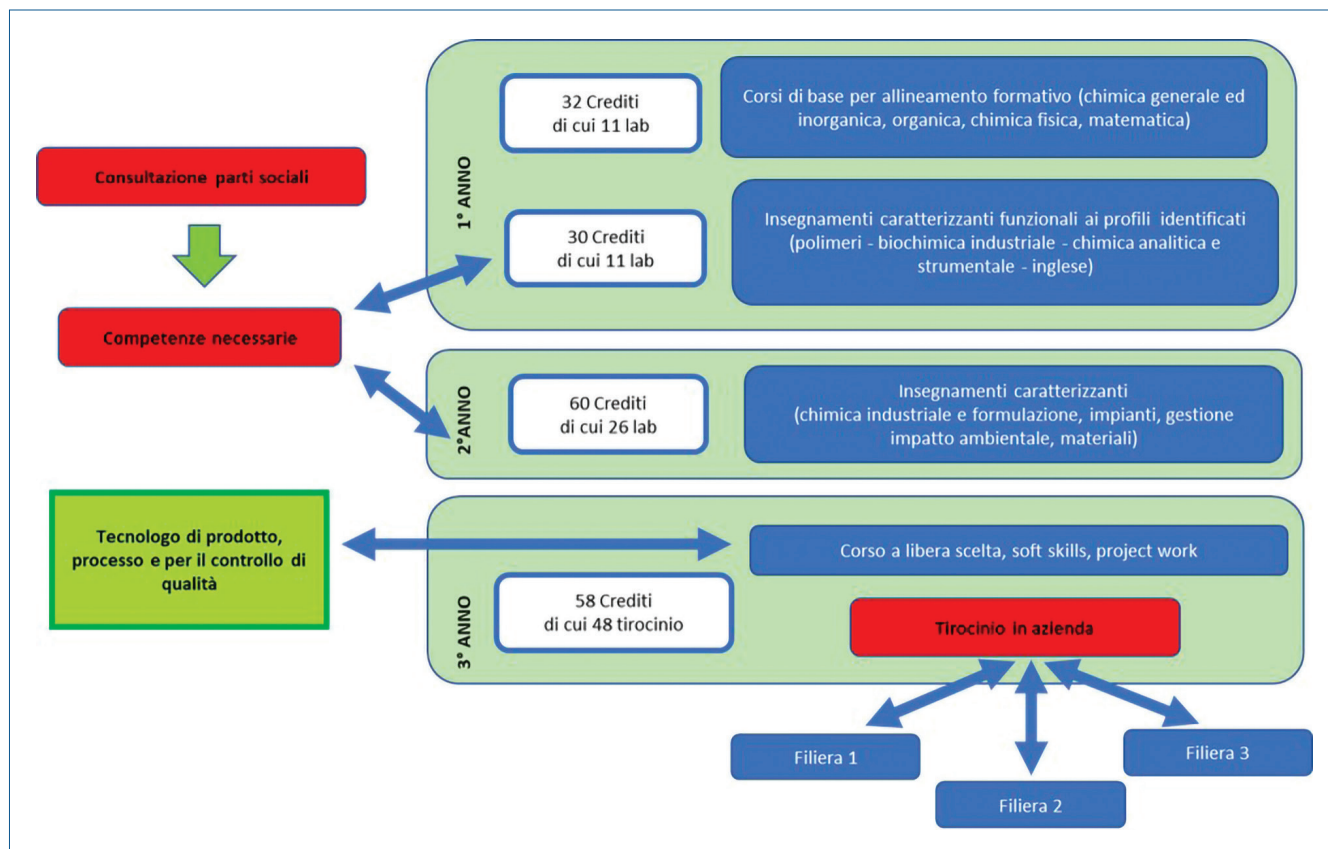 Consultazione parti sociali
Competenze necessarie
Tecnologo di prodotto,
processo e per il controllo di
qualità
1° ANNO
32 Crediti
di cui 11 lab
Corsi di base per allineamento formativo (chimica generale ed
inorganica, organica, chimica fisica, matematica)
30 Crediti
di cui 11 lab
Insegnamenti caratterizzanti funzionali ai profili identificati
(polimeri - biochimica industriale - chimica analitica e
strumentale - inglese)
2°ANNO
60 Crediti
di cui 26 lab
Insegnamenti caratterizzanti
(chimica industriale e formulazione, impianti, gestione
impatto ambientale, materiali)
3° ANNO
58 Crediti
di cui 48 tirocinio
Corso a libera scelta, soft skills, project work
Tirocinio in azienda
Filiera 1
Filiera 2
Filiera 3